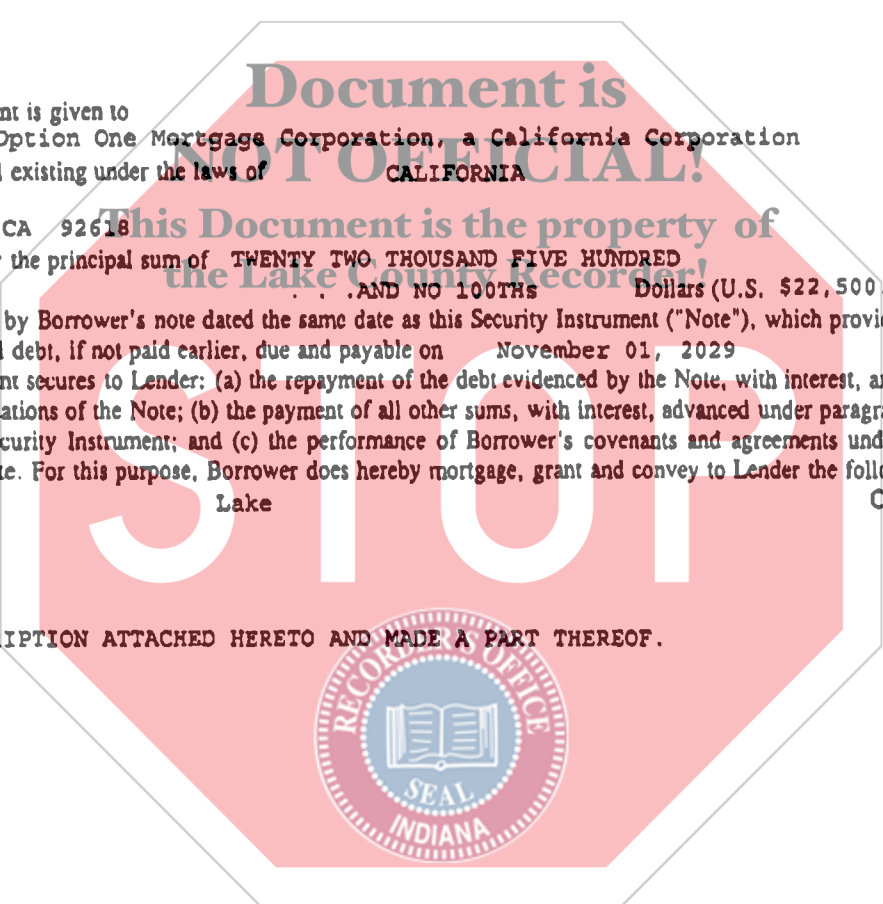 Document is
nt is given to
Option One Mortgage Corporation, a California Corporation
NOT OFFICIAL!
existing under the laws of CALIFORNIA
This Document is the property of
CA 92618
the principal sum of TWENTY TWO THOUSAND FIVE HUNDRED
the Lake County Recorder!
. . .AND NO 100THs Dollars (U.S. $22,500.
by Borrower's note dated the same date as this Security Instrument ("Note"), which provi
debt, if not paid earlier, due and payable on November 01, 2029
nt secures to Lender: (a) the repayment of the debt evidenced by the Note, with interest, a
ations of the Note; (b) the payment of all other sums, with interest, advanced under paragra
curity Instrument; and (c) the performance of Borrower's covenants and agreements und
te. For this purpose, Borrower does hereby mortgage, grant and convey to Lender the follo
Lake C
STOP
IPTION ATTACHED HERETO AND MADE A PART THEREOF.
RECORDER'S OFFICE
SEAL
INDIANA